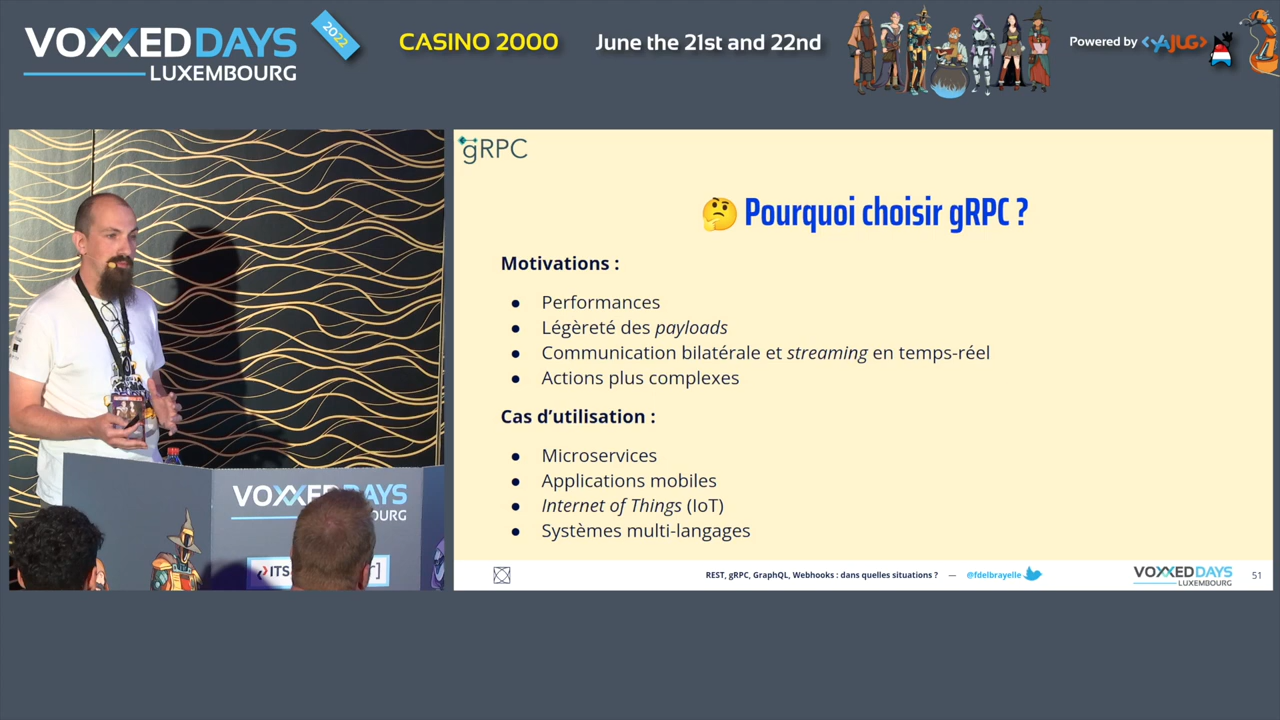 VOXXED DAYS
LUXEMBOURG
2022
CASINO 2000
June the 21st and 22nd
Powered by <YAJUG>
gRPC
🤔 Pourquoi choisir gRPC ?
Motivations :
● Performances
● Légèreté des payloads
● Communication bilatérale et streaming en temps-réel
● Actions plus complexes
Cas d’utilisation :
● Microservices
● Applications mobiles
● Internet of Things (IoT)
● Systèmes multi-langages
REST, gRPC, GraphQL, Webhooks : dans quelles situations ? — @fdelbrayelle
VOXXED DAYS
LUXEMBOURG
51
VOXXED DAYS